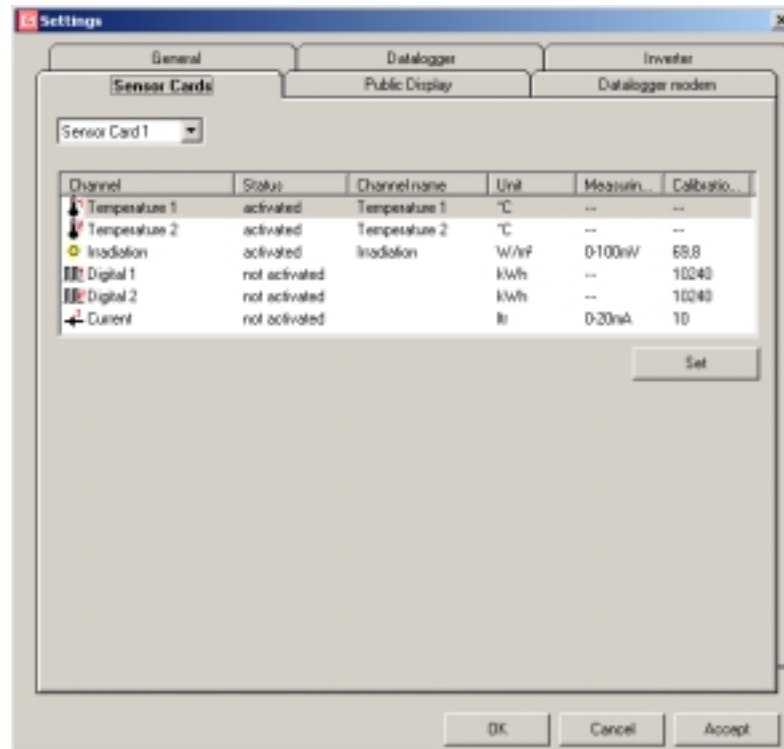 Settings
General Datalogger Inverter
Sensor Cards Public Display Datalogger modem
Sensor Card 1
Channel Status Channel name Unit Measurin... Calibratio...
Temperature 1 activated Temperature 1 °C -- --
Temperature 2 activated Temperature 2 °C -- --
Irradiation activated Irradiation W/m² 0-100mV 69,8
Digital 1 not activated kWh -- 10240
Digital 2 not activated kWh -- 10240
Current not activated ltr 0-20mA 10
Set
OK Cancel Accept